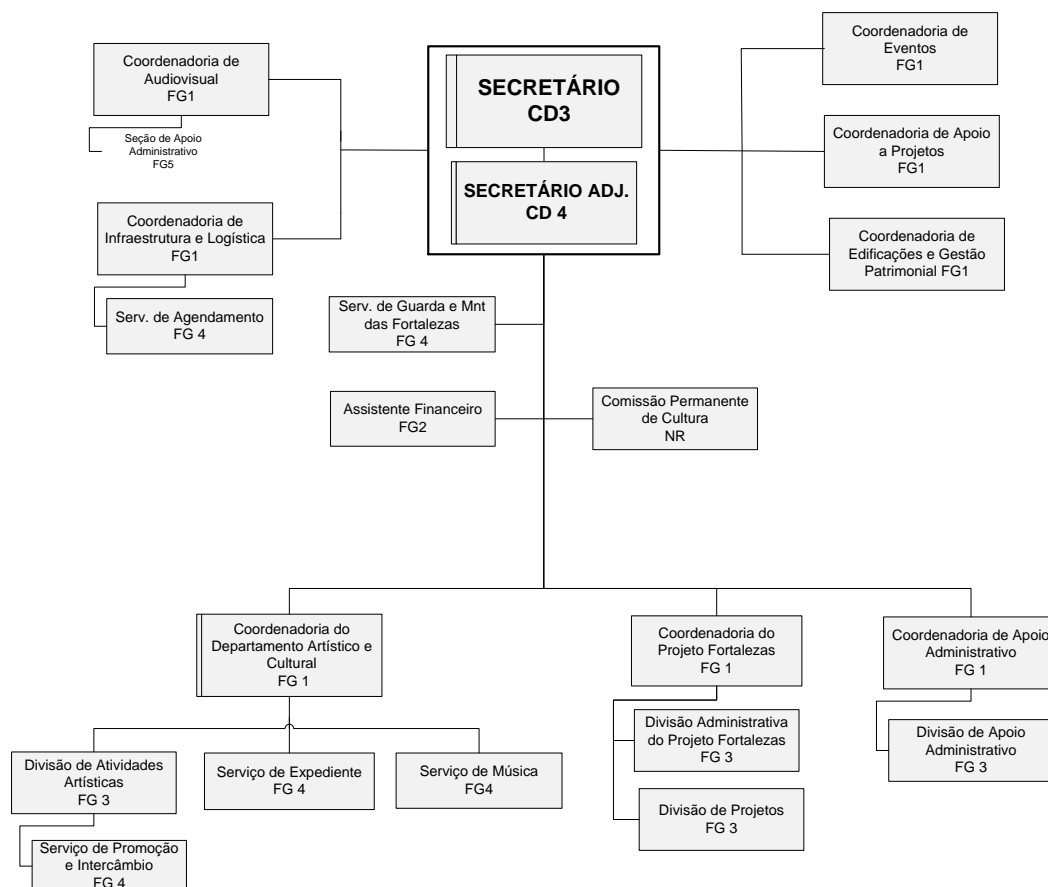 Coordenadoria de
Audiovisual
FG1
Seção de Apoio
Administrativo
FG5
Coordenadoria de
Infraestrutura e Logística
FG1
Serv. de Agendamento
FG 4
SECRETÁRIO
CD3
SECRETÁRIO ADJ.
CD 4
Coordenadoria de
Eventos
FG1
Coordenadoria de Apoio
a Projetos
FG1
Coordenadoria de
Edificações e Gestão
Patrimonial FG1
Serv. de Guarda e Mnt
das Fortalezas
FG 4
Assistente Financeiro
FG2
Comissão Permanente
de Cultura
NR
Coordenadoria do
Departamento Artístico e
Cultural
FG 1
Coordenadoria do
Projeto Fortalezas
FG 1
Coordenadoria de Apoio
Administrativo
FG 1
Divisão Administrativa
do Projeto Fortalezas
FG 3
Divisão de Apoio
Administrativo
FG 3
Divisão de Atividades
Artísticas
FG 3
Serviço de Expediente
FG 4
Serviço de Música
FG4
Divisão de Projetos
FG 3
Serviço de Promoção
e Intercâmbio
FG 4